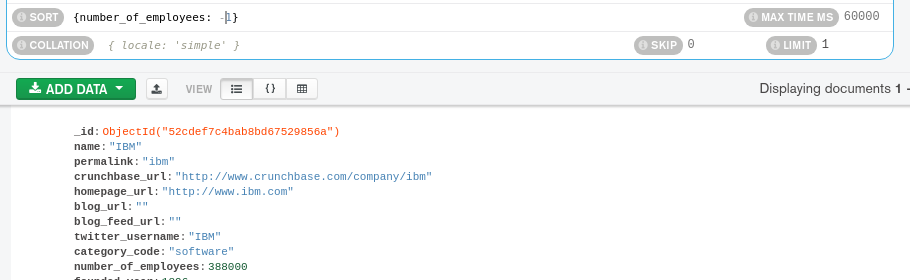 SORT {number_of_employees: -1} MAX TIME MS 60000
COLLATION { locale: 'simple' } SKIP 0 LIMIT 1
ADD DATA VIEW {} Displaying documents 1 -
_id: ObjectId("52cdef7c4bab8bd67529856a")
name: "IBM"
permalink: "ibm"
crunchbase_url: "http://www.crunchbase.com/company/ibm"
homepage_url: "http://www.ibm.com"
blog_url: ""
blog_feed_url: ""
twitter_username: "IBM"
category_code: "software"
number_of_employees: 388000